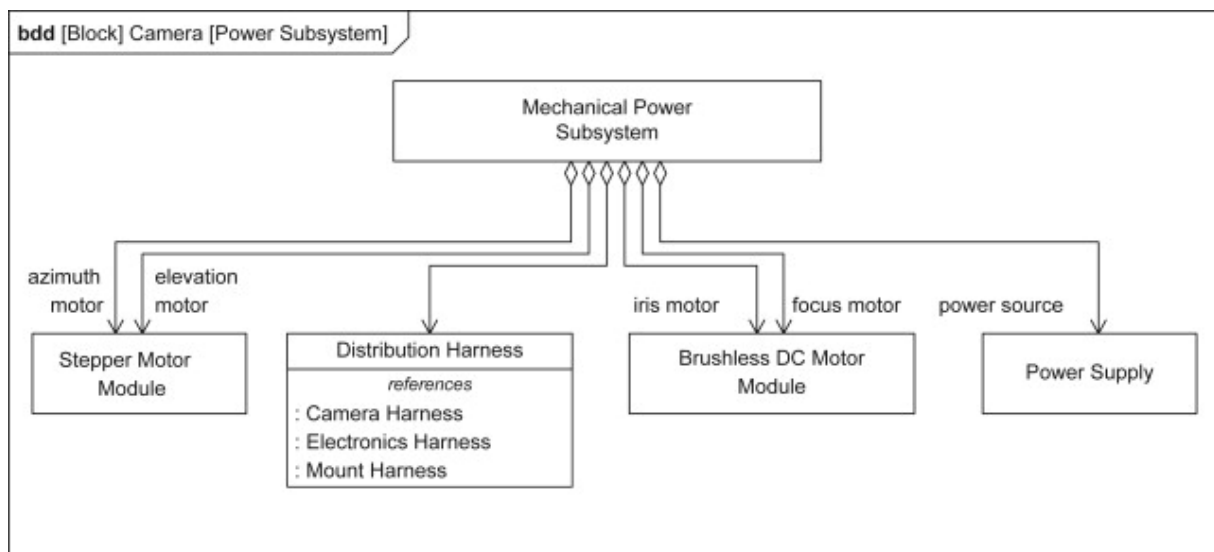 bdd [Block] Camera [Power Subsystem]
Mechanical Power
Subsystem
azimuth
motor
elevation
motor
iris motor
focus motor
power source
Stepper Motor
Module
Distribution Harness
references
: Camera Harness
: Electronics Harness
: Mount Harness
Brushless DC Motor
Module
Power Supply